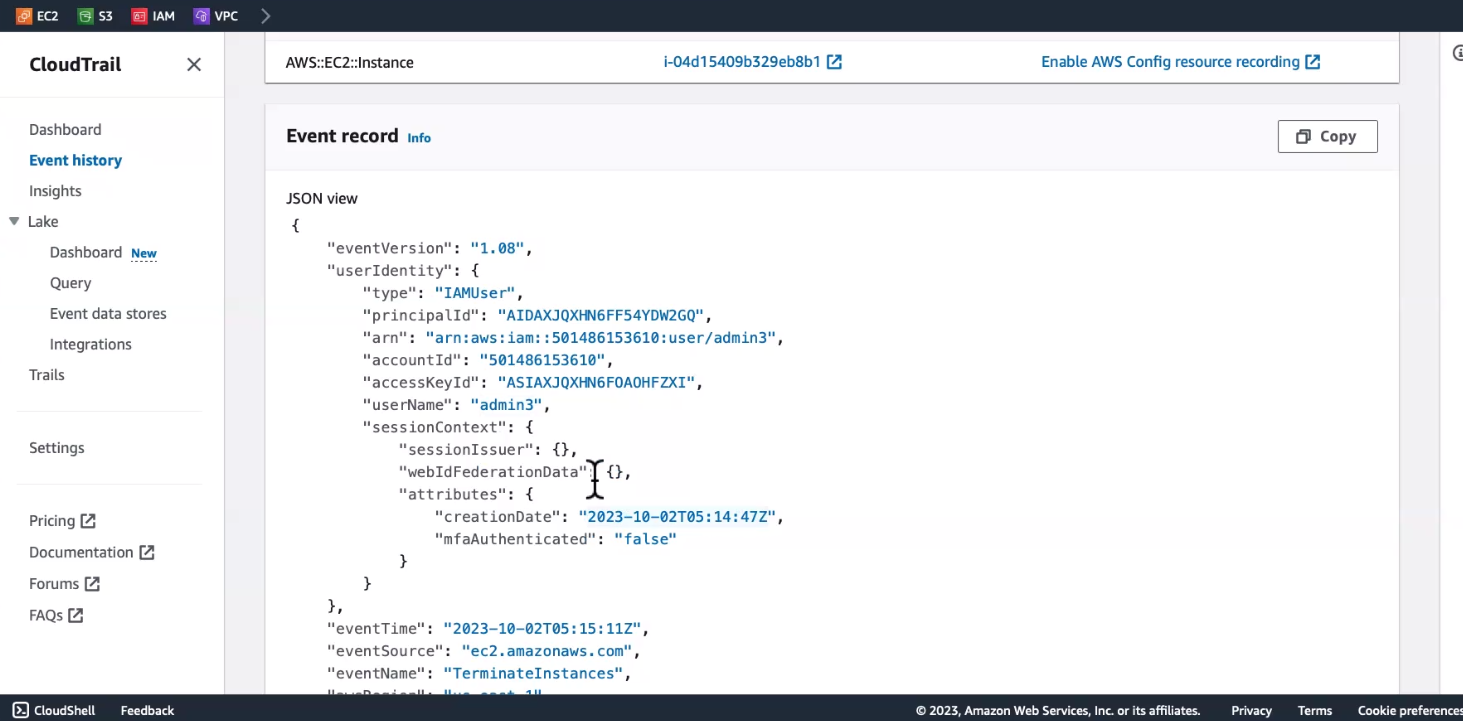 EC2 S3 IAM VPC
CloudTrail
Dashboard
Event history
Insights
Lake
Dashboard New
Query
Event data stores
Integrations
Trails
Settings
Pricing
Documentation
Forums
FAQs
AWS::EC2::Instance i-04d15409b329eb8b1 Enable AWS Config resource recording
Event record Info
Copy
JSON view
{
"eventVersion": "1.08",
"userIdentity": {
"type": "IAMUser",
"principalId": "AIDAXJQXHN6FF54YDW2GQ",
"arn": "arn:aws:iam::501486153610:user/admin3",
"accountId": "501486153610",
"accessKeyId": "ASIAXJQXHN6FOAOHFZXI",
"userName": "admin3",
"sessionContext": {
"sessionIssuer": {},
"webIdFederationData": {},
"attributes": {
"creationDate": "2023-10-02T05:14:47Z",
"mfaAuthenticated": "false"
}
}
},
"eventTime": "2023-10-02T05:15:11Z",
"eventSource": "ec2.amazonaws.com",
"eventName": "TerminateInstances",
CloudShell Feedback © 2023, Amazon Web Services, Inc. or its affiliates. Privacy Terms Cookie preferences